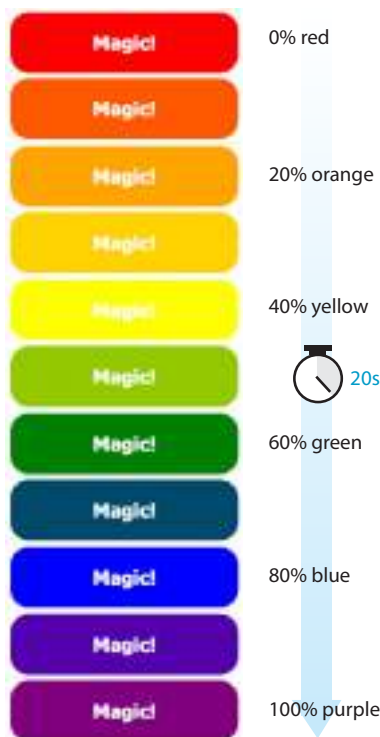 Magic! 0% red
Magic!
Magic! 20% orange
Magic!
Magic! 40% yellow
Magic! 20s
Magic! 60% green
Magic!
Magic! 80% blue
Magic!
Magic! 100% purple